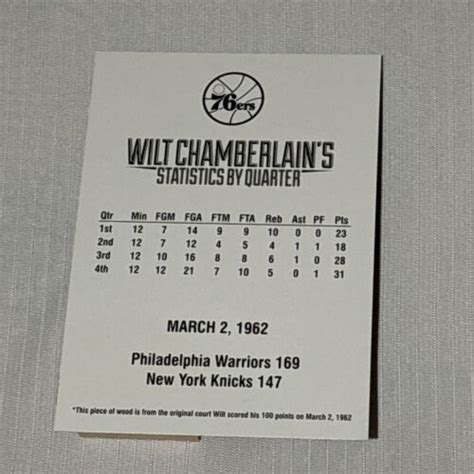 76ers
WILT CHAMBERLAIN'S
STATISTICS BY QUARTER
Qtr Min FGM FGA FTM FTA Reb Ast PF Pts
1st 12 7 14 9 9 10 0 0 23
2nd 12 7 12 4 5 4 1 1 18
3rd 12 10 16 8 8 6 1 0 28
4th 12 12 21 7 10 5 0 1 31
MARCH 2, 1962
Philadelphia Warriors 169
New York Knicks 147
*This piece of wood is from the original court Wilt scored his 100 points on March 2, 1962